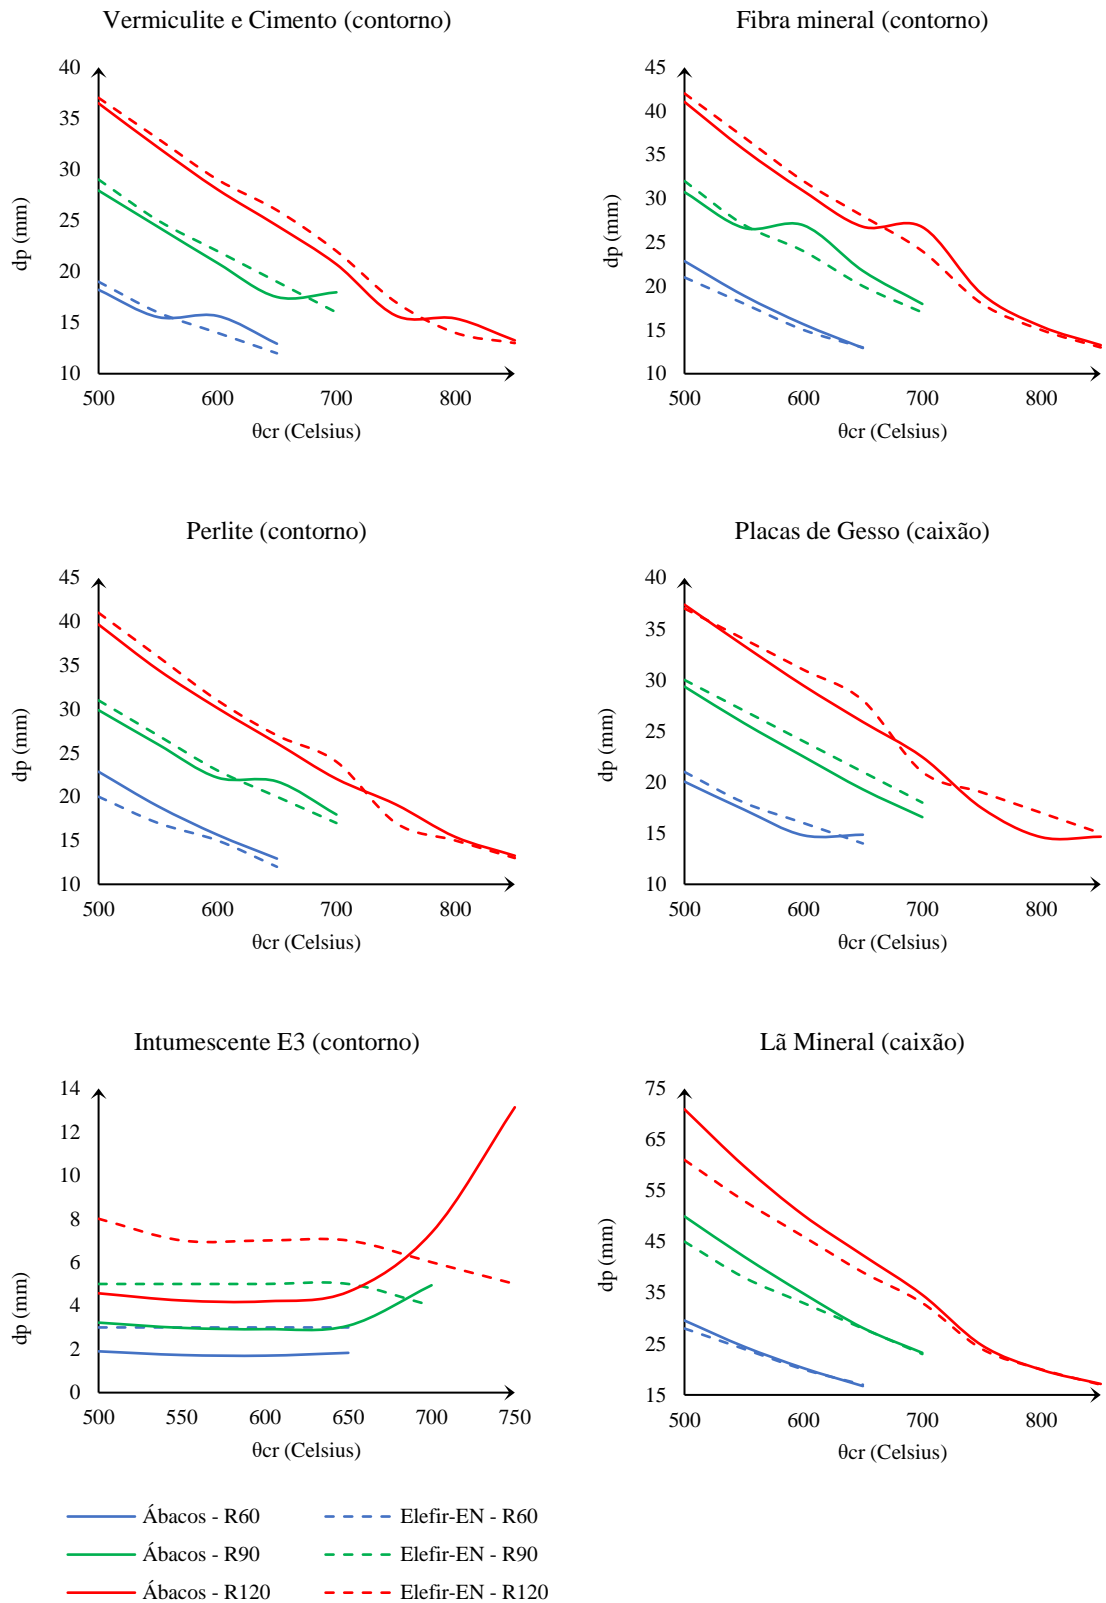 Vermiculite e Cimento (contorno)
40
35
30
25
20
15
10
dp (mm)
500 600 700 800
θcr (Celsius)
Fibra mineral (contorno)
45
40
35
30
25
20
15
10
dp (mm)
500 600 700 800
θcr (Celsius)
Perlite (contorno)
45
40
35
30
25
20
15
10
dp (mm)
500 600 700 800
θcr (Celsius)
Placas de Gesso (caixão)
40
35
30
25
20
15
10
dp (mm)
500 600 700 800
θcr (Celsius)
Intumescente E3 (contorno)
14
12
10
8
6
4
2
0
dp (mm)
500 550 600 650 700 750
θcr (Celsius)
Lã Mineral (caixão)
75
65
55
45
35
25
15
dp (mm)
500 600 700 800
θcr (Celsius)
Ábacos - R60
Elefir-EN - R60
Ábacos - R90
Elefir-EN - R90
Ábacos - R120
Elefir-EN - R120